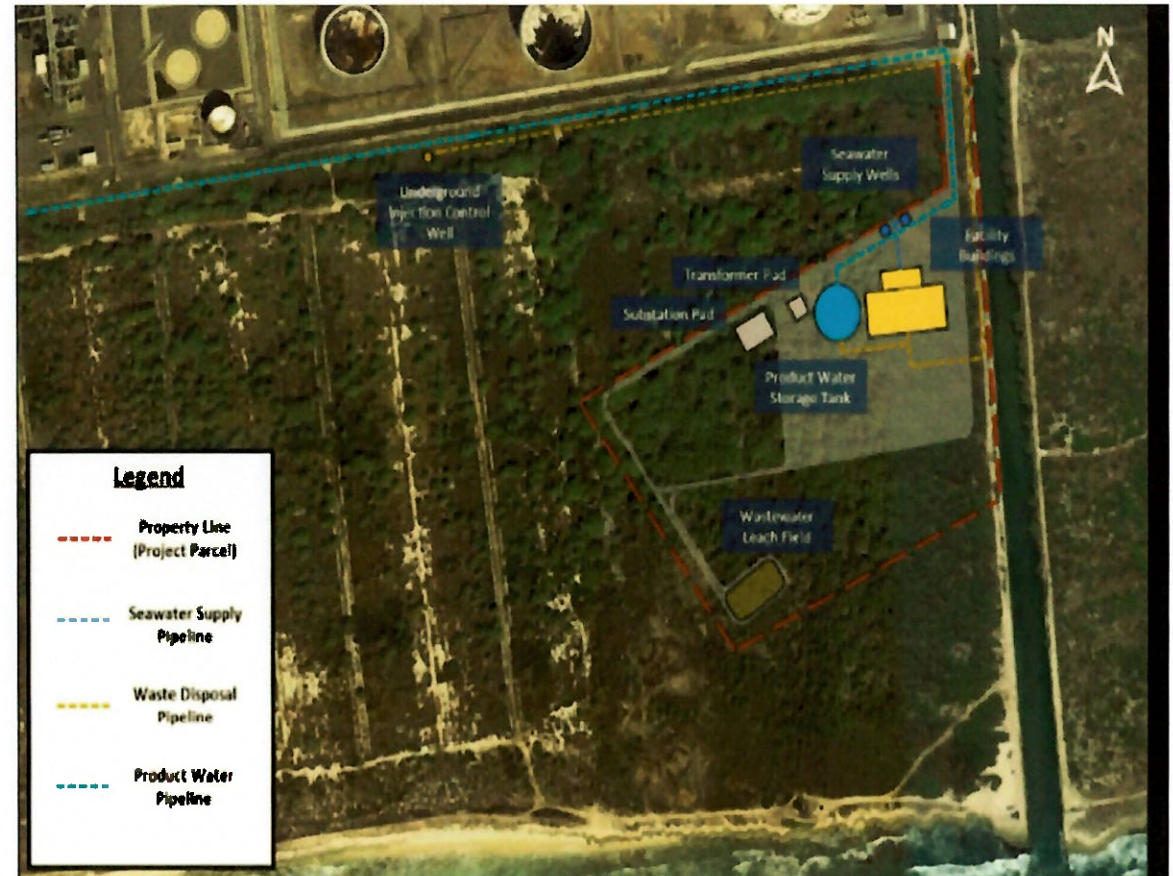 N
Seawater
Supply Wells
Underground
Injection Control
Well
Facility
Buildings
Transformer Pad
Substation Pad
Product Water
Storage Tank
Wastewater
Leach Field
Legend
Property Line
(Project Parcel)
Seawater Supply
Pipeline
Waste Disposal
Pipeline
Product Water
Pipeline